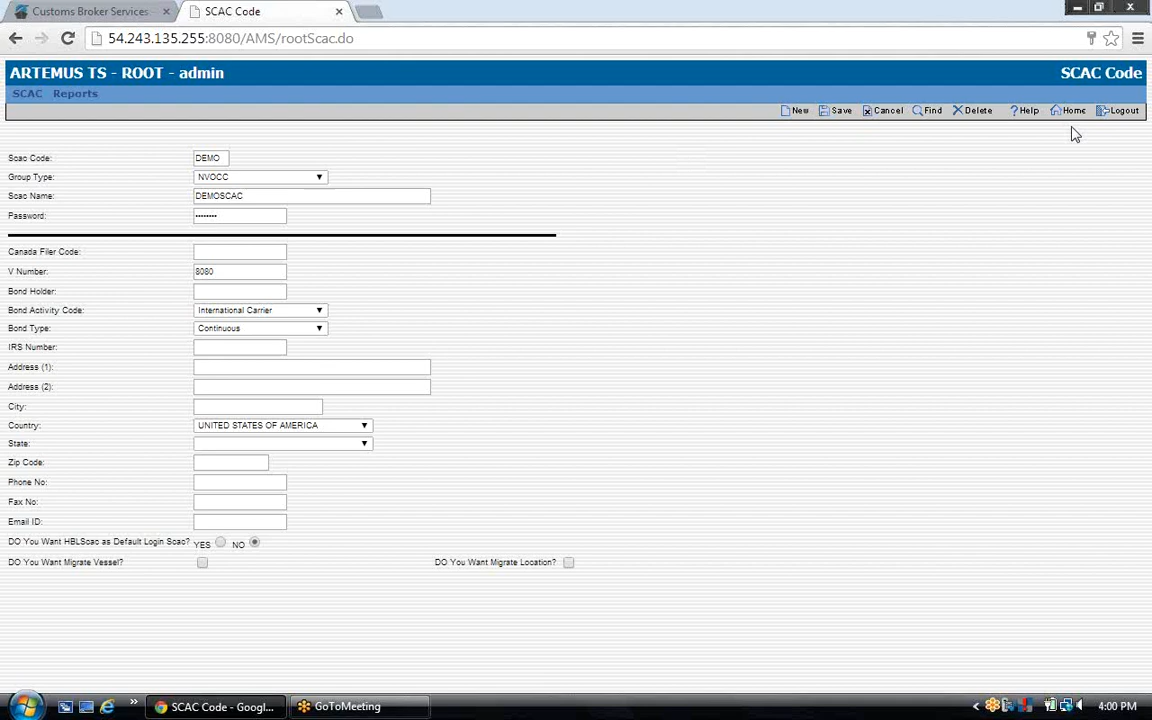 Customs Broker Services
SCAC Code
54.243.135.255:8080/AMS/rootScac.do
ARTEMUS TS - ROOT - admin
SCAC Code
SCAC Reports
New Save Cancel Find Delete Help Home Logout
Scac Code: DEMO
Group Type: NVOCC
Scac Name: DEMOSCAC
Password: ••••••••
Canada Filer Code:
V Number: 8080
Bond Holder:
Bond Activity Code: International Carrier
Bond Type: Continuous
IRS Number:
Address (1):
Address (2):
City:
Country: UNITED STATES OF AMERICA
State:
Zip Code:
Phone No:
Fax No:
Email ID:
DO You Want HBLScac as Default Login Scac? YES NO
DO You Want Migrate Vessel? DO You Want Migrate Location?
SCAC Code - Googl... GoToMeeting 4:00 PM